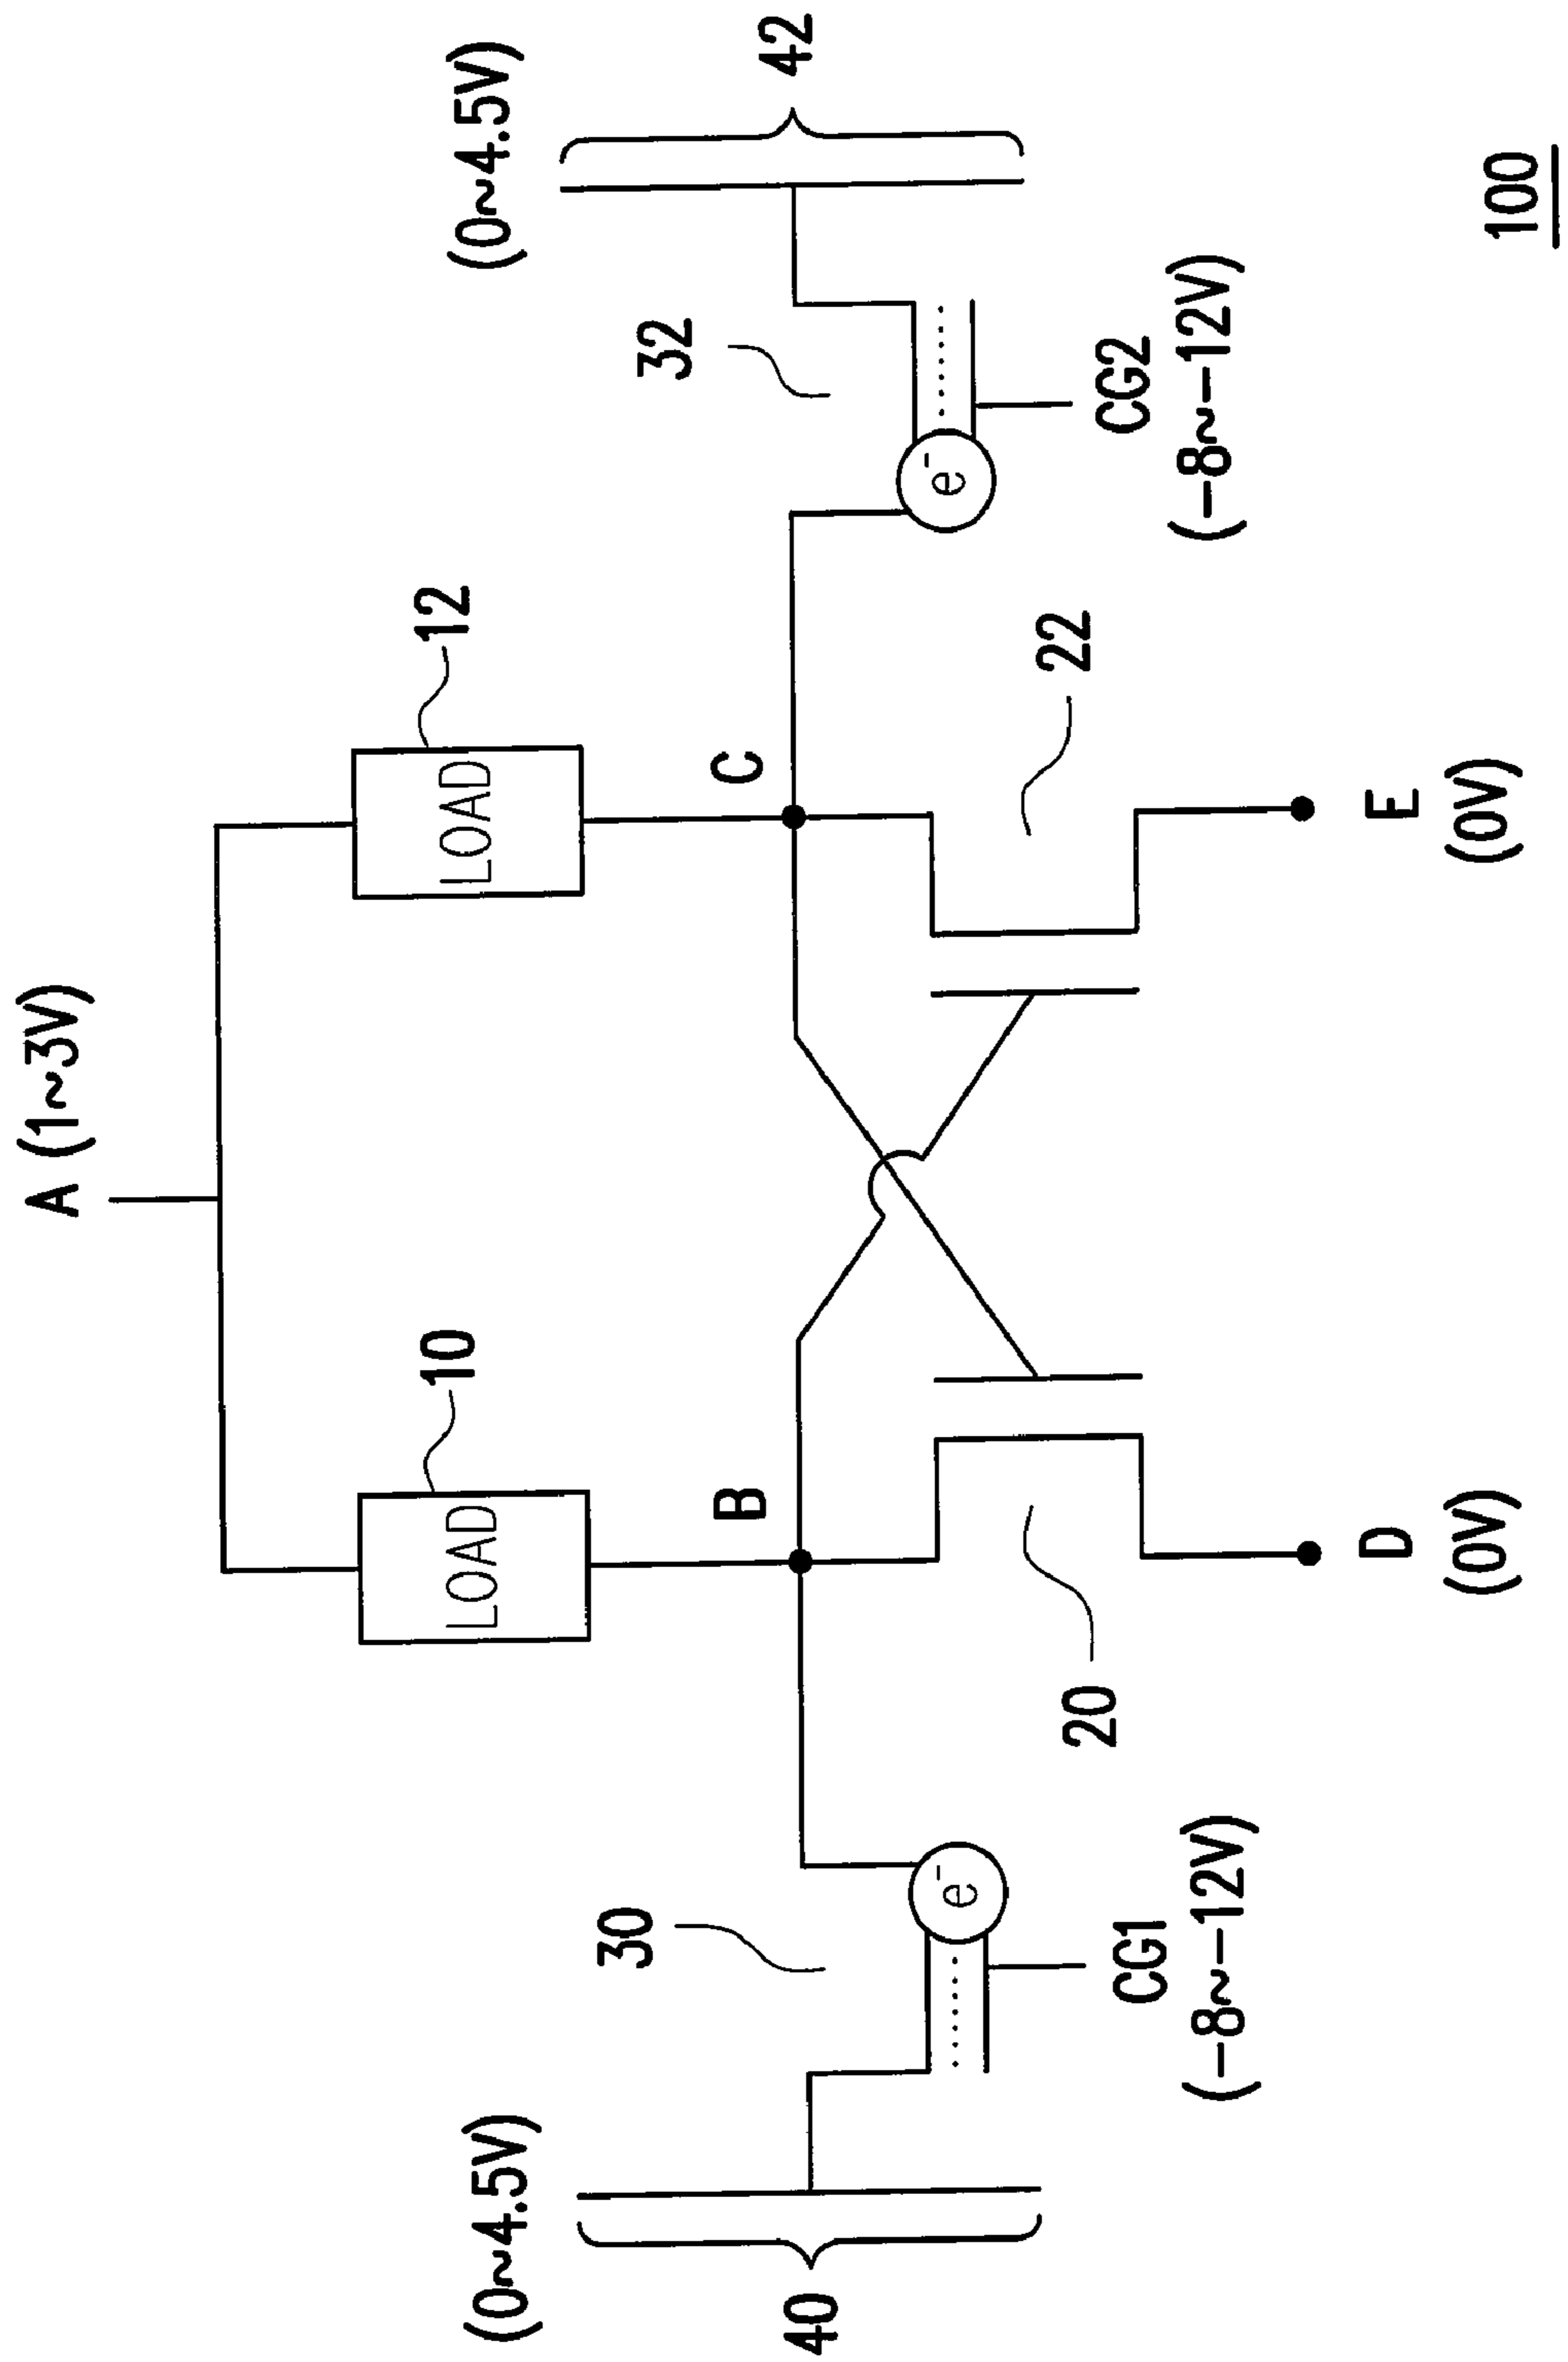 A (1~3V)
10
12
LOAD
LOAD
(0~4.5V)
(0~4.5V)
30
32
B
C
40
42
e⁻
e⁻
20
22
CG1
CG2
(−8~−12V)
(−8~−12V)
D
E
(0V)
(0V)
100